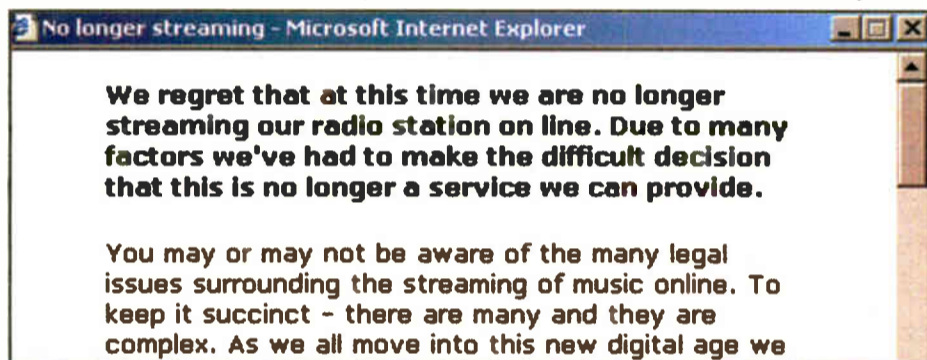 No longer streaming - Microsoft Internet Explorer
We regret that at this time we are no longer
streaming our radio station on line. Due to many
factors we've had to make the difficult decision
that this is no longer a service we can provide.
You may or may not be aware of the many legal
issues surrounding the streaming of music online. To
keep it succinct - there are many and they are
complex. As we all move into this new digital age we